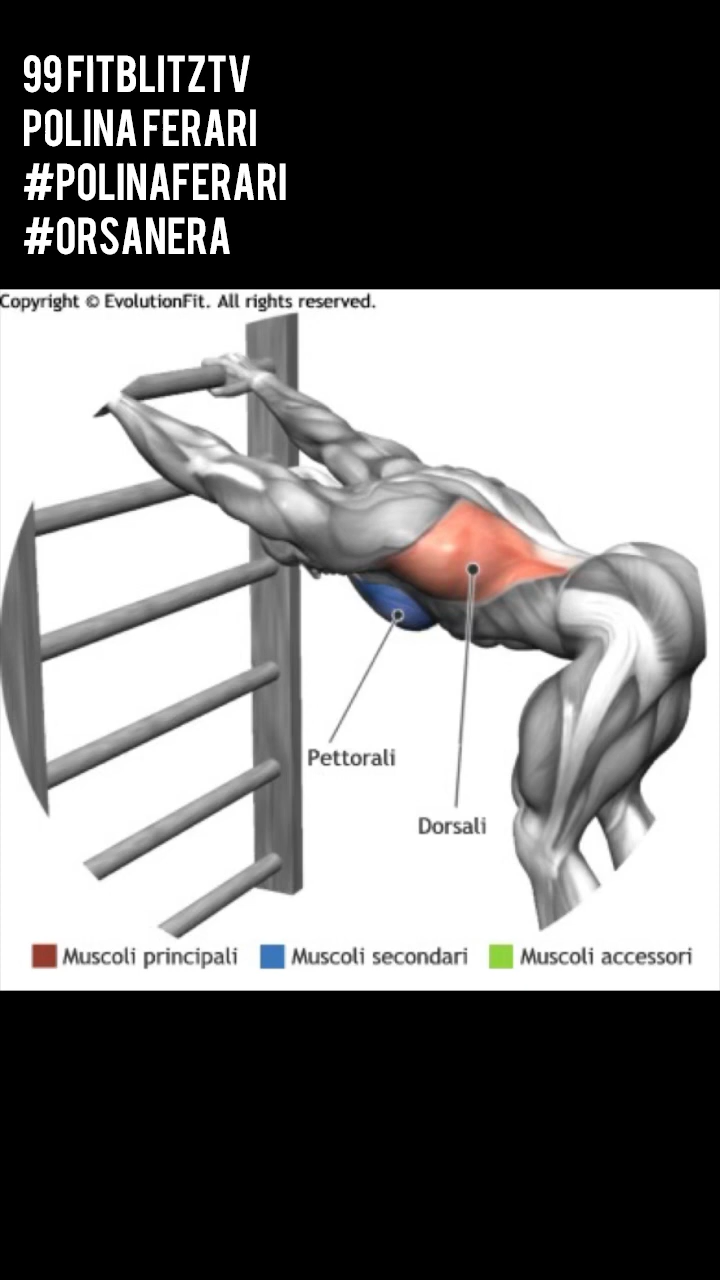 99FITBLITZTV
POLINA FERARI
#POLINAFERARI
#ORSANERA
Copyright © EvolutionFit. All rights reserved.
Pettorali
Dorsali
Muscoli principali Muscoli secondari Muscoli accessori